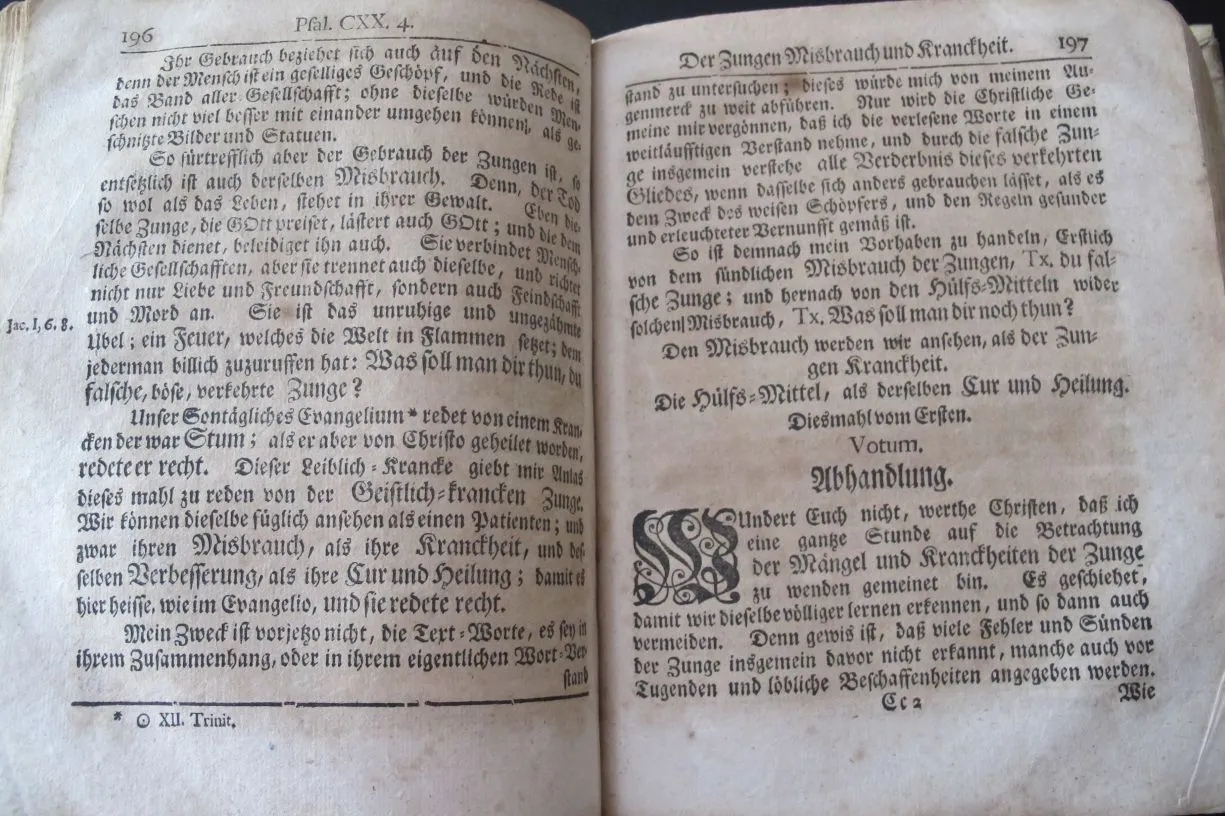 196 Psal. CXX. 4.
Ihr Gebrauch beziehet sich auch auf den Nächsten,
denn der Mensch ist ein geselliges Geschöpf, und die Rede ist
das Band aller Gesellschafft; ohne dieselbe würden Men-
schen nicht viel besser mit einander umgehen können, als ge-
schnitzte Bilder und Statuen.
So fürtrefflich aber der Gebrauch der Zungen ist, so
entsetzlich ist auch derselben Misbrauch. Denn, der Tod
so wol als das Leben, stehet in ihrer Gewalt. Eben die-
selbe Zunge, die GOtt preiset, lästert auch GOtt; und die dem
Nächsten dienet, beleidiget ihn auch. Sie verbindet Mensch-
liche Gesellschafften, aber sie trennet auch dieselbe, und richtet
nicht nur Liebe und Freundschafft, sondern auch Feindschafft
und Mord an. Sie ist das unruhige und ungezähmte
Jac. I, 6. 8.
Ubel; ein Feuer, welches die Welt in Flammen setzet; dem
jederman billich zuzuruffen hat: Was soll man dir thun, du
falsche, böse, verkehrte Zunge?
Unser Sontägliches Evangelium * redet von einem Kran-
cken der war Stum; als er aber von Christo geheilet worden,
redete er recht. Dieser Leiblich-Krancke giebt mir Anlas
dieses mahl zu reden von der Geistlich-krancken Zunge.
Wir können dieselbe füglich ansehen als einen Patienten; und
zwar ihren Misbrauch, als ihre Kranckheit, und des-
selben Verbesserung, als ihre Cur und Heilung; damit es
hier heisse, wie im Evangelio, und sie redete recht.
Mein Zweck ist vorjetzo nicht, die Text-Worte, es sey in
ihrem Zusammenhang, oder in ihrem eigentlichen Wort-Ver-
stand
* ☉ XII. Trinit.
Der Zungen Misbrauch und Kranckheit. 197
stand zu untersuchen; dieses würde mich von meinem Au-
genmerck zu weit abführen. Nur wird die Christliche Ge-
meine mir vergönnen, daß ich die verlesene Worte in einem
weitläufftigen Verstand nehme, und durch die falsche Zun-
ge insgemein verstehe alle Verderbnis dieses verkehrten
Gliedes, wenn dasselbe sich anders gebrauchen lässet, als es
dem Zweck des weisen Schöpfers, und den Regeln gesunder
und erleuchteter Vernunfft gemäß ist.
So ist demnach mein Vorhaben zu handeln, Erstlich
von dem sündlichen Misbrauch der Zungen, Tx. du fal-
sche Zunge; und hernach von den Hülfs-Mitteln wider
solchen Misbrauch, Tx. Was soll man dir noch thun?
Den Misbrauch werden wir ansehen, als der Zun-
gen Kranckheit.
Die Hülfs-Mittel, als derselben Cur und Heilung.
Diesmahl vom Ersten.
Votum.
Abhandlung.
WUndert Euch nicht, werthe Christen, daß ich
eine gantze Stunde auf die Betrachtung
der Mängel und Kranckheiten der Zunge
zu wenden gemeinet bin. Es geschiehet,
damit wir dieselbe völliger lernen erkennen, und so dann auch
vermeiden. Denn gewis ist, daß viele Fehler und Sünden
der Zunge insgemein davor nicht erkannt, manche auch vor
Tugenden und löbliche Beschaffenheiten angegeben werden.
Cc 2 Wie